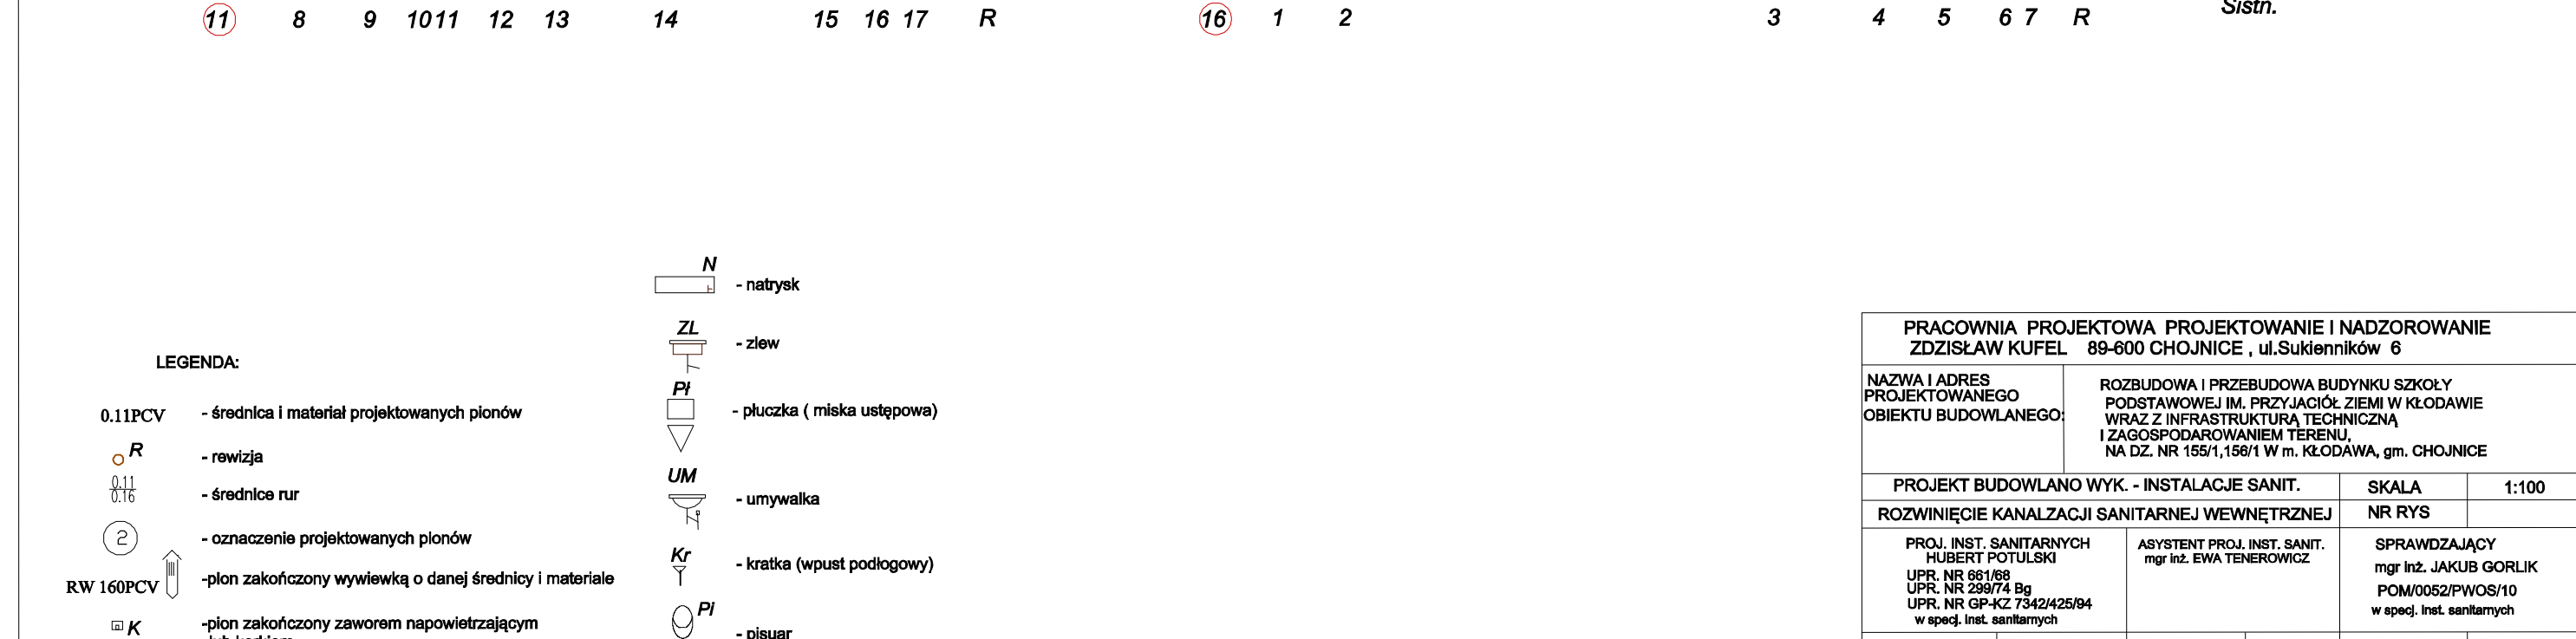 Sistn.
11 8 9 10 11 12 13 14 15 16 17 R 16 1 2 3 4 5 6 7 R
LEGENDA:
0.11PCV - średnica i materiał projektowanych pionów
R - rewizja
0.11
0.16 - średnice rur
2 - oznaczenie projektowanych pionów
RW 160PCV -pion zakończony wywiewką o danej średnicy i materiale
K -pion zakończony zaworem napowietrzającym
N - natrysk
ZL - zlew
Pł - płuczka ( miska ustępowa)
UM - umywalka
Kr - kratka (wpust podłogowy)
Pi - pisuar
PRACOWNIA PROJEKTOWA PROJEKTOWANIE I NADZOROWANIE
ZDZISŁAW KUFEL 89-600 CHOJNICE , ul.Sukienników 6
NAZWA I ADRES
PROJEKTOWANEGO
OBIEKTU BUDOWLANEGO:
ROZBUDOWA I PRZEBUDOWA BUDYNKU SZKOŁY
PODSTAWOWEJ IM. PRZYJACIÓŁ ZIEMI W KŁODAWIE
WRAZ Z INFRASTRUKTURĄ TECHNICZNĄ
I ZAGOSPODAROWANIEM TERENU,
NA DZ. NR 155/1,156/1 W m. KŁODAWA, gm. CHOJNICE
PROJEKT BUDOWLANO WYK. - INSTALACJE SANIT. SKALA 1:100
ROZWINIĘCIE KANALZACJI SANITARNEJ WEWNĘTRZNEJ NR RYS
PROJ. INST. SANITARNYCH
HUBERT POTULSKI
UPR. NR 661/68
UPR. NR 299/74 Bg
UPR. NR GP-KZ 7342/425/94
w specj. inst. sanitarnych
ASYSTENT PROJ. INST. SANIT.
mgr inż. EWA TENEROWICZ
SPRAWDZAJĄCY
mgr inż. JAKUB GORLIK
POM/0052/PWOS/10
w specj. inst. sanitarnych